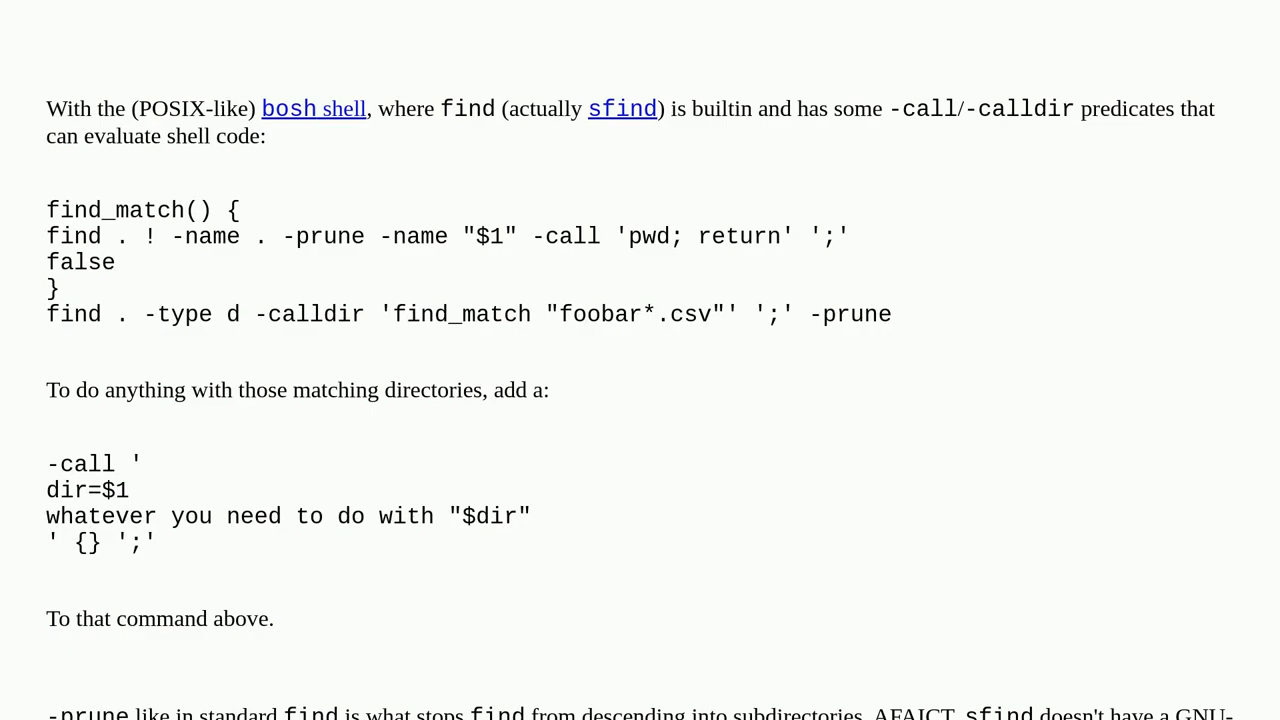 With the (POSIX-like) bosh shell, where find (actually sfind) is builtin and has some -call/-calldir predicates that
can evaluate shell code:
find_match() {
find . ! -name . -prune -name "$1" -call 'pwd; return' ';'
false
}
find . -type d -calldir 'find_match "foobar*.csv"' ';' -prune
To do anything with those matching directories, add a:
-call '
dir=$1
whatever you need to do with "$dir"
' {} ';'
To that command above.
-prune like in standard find is what stops find from descending into subdirectories. AFAICT, sfind doesn't have a GNU-